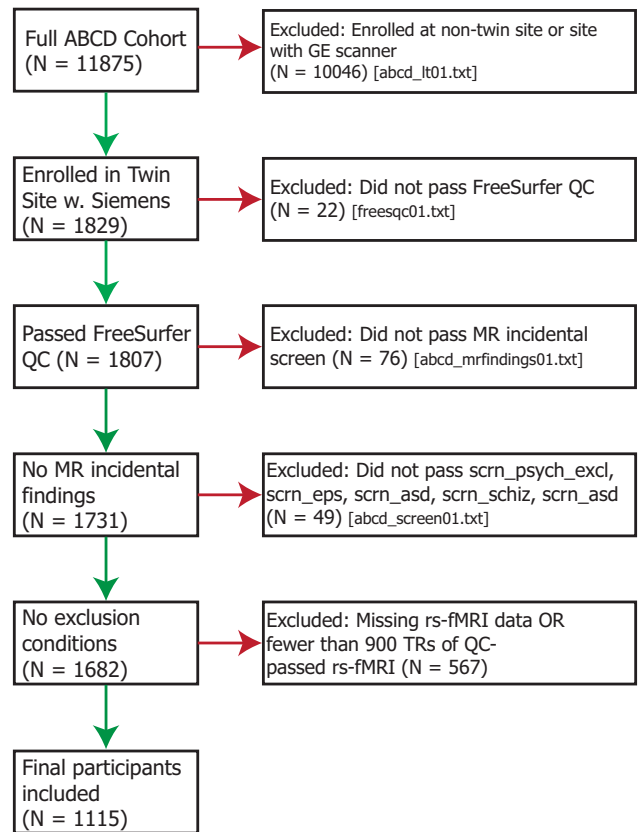 Full ABCD Cohort
(N = 11875)
Excluded: Enrolled at non-twin site or site
with GE scanner
(N = 10046) [abcd_lt01.txt]
Enrolled in Twin
Site w. Siemens
(N = 1829)
Excluded: Did not pass FreeSurfer QC
(N = 22) [freesqc01.txt]
Passed FreeSurfer
QC (N = 1807)
Excluded: Did not pass MR incidental
screen (N = 76) [abcd_mrfindings01.txt]
No MR incidental
findings
(N = 1731)
Excluded: Did not pass scrn_psych_excl,
scrn_eps, scrn_asd, scrn_schiz, scrn_asd
(N = 49) [abcd_screen01.txt]
No exclusion
conditions
(N = 1682)
Excluded: Missing rs-fMRI data OR
fewer than 900 TRs of QC-
passed rs-fMRI (N = 567)
Final participants
included
(N = 1115)